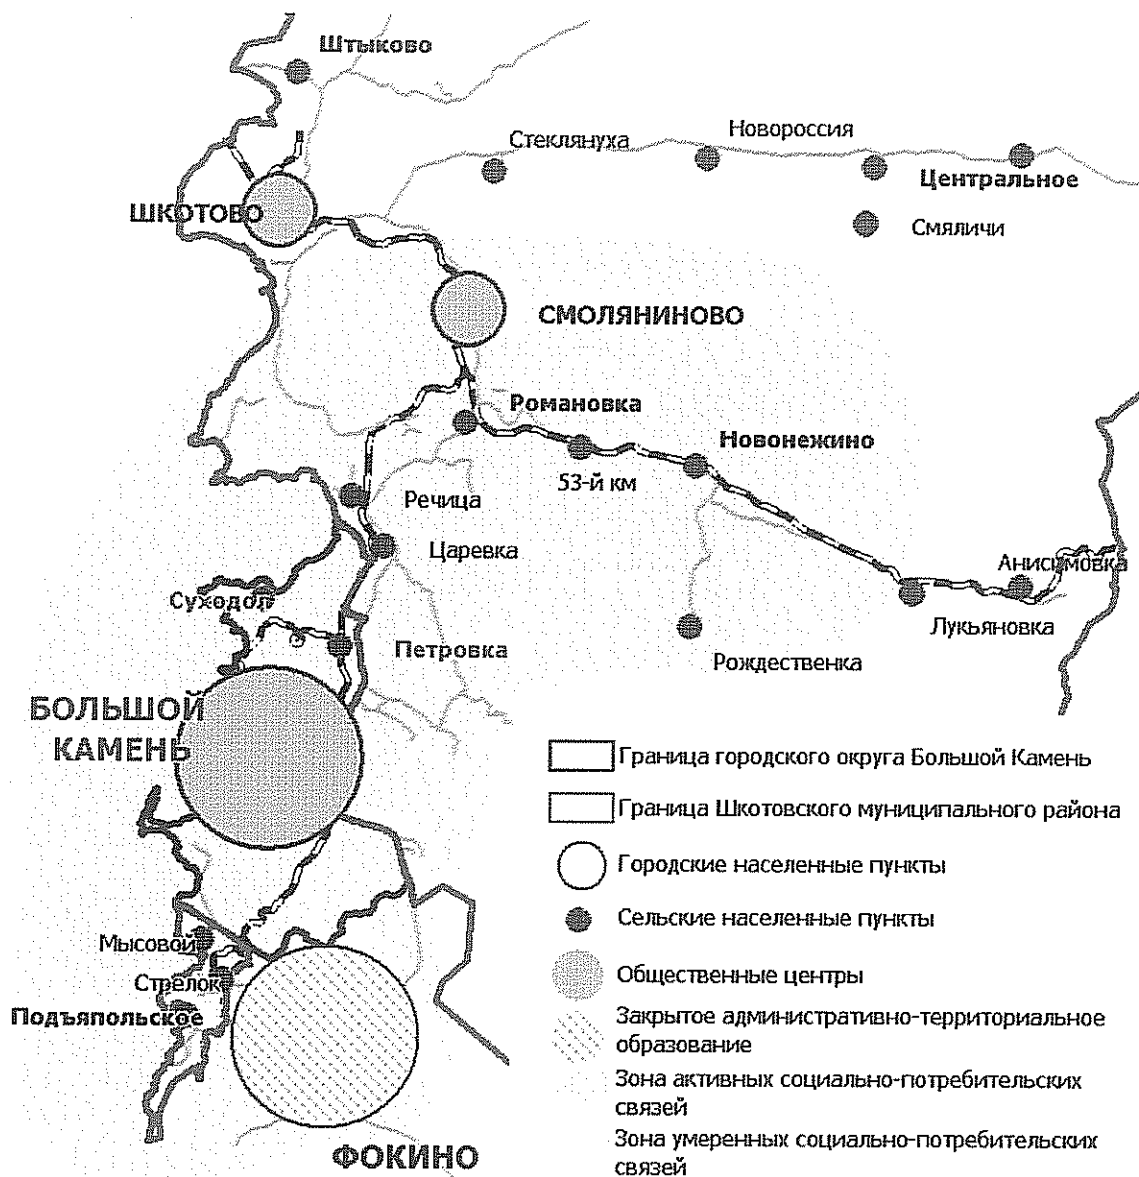 Штыково
Стеклянуха
Новороссия
Центральное
ШКОТОВО
Смяличи
СМОЛЯНИНОВО
Романовка
Новонежино
53-й км
Речица
Царевка
Анисимовка
Суходол
Лукьяновка
Петровка
Рождественка
БОЛЬШОЙ
КАМЕНЬ
Граница городского округа Большой Камень
Граница Шкотовского муниципального района
Городские населенные пункты
Сельские населенные пункты
Мысовой
Стрелок
Общественные центры
Подъяпольское
Закрытое административно-территориальное
образование
Зона активных социально-потребительских
связей
Зона умеренных социально-потребительских
связей
ФОКИНО